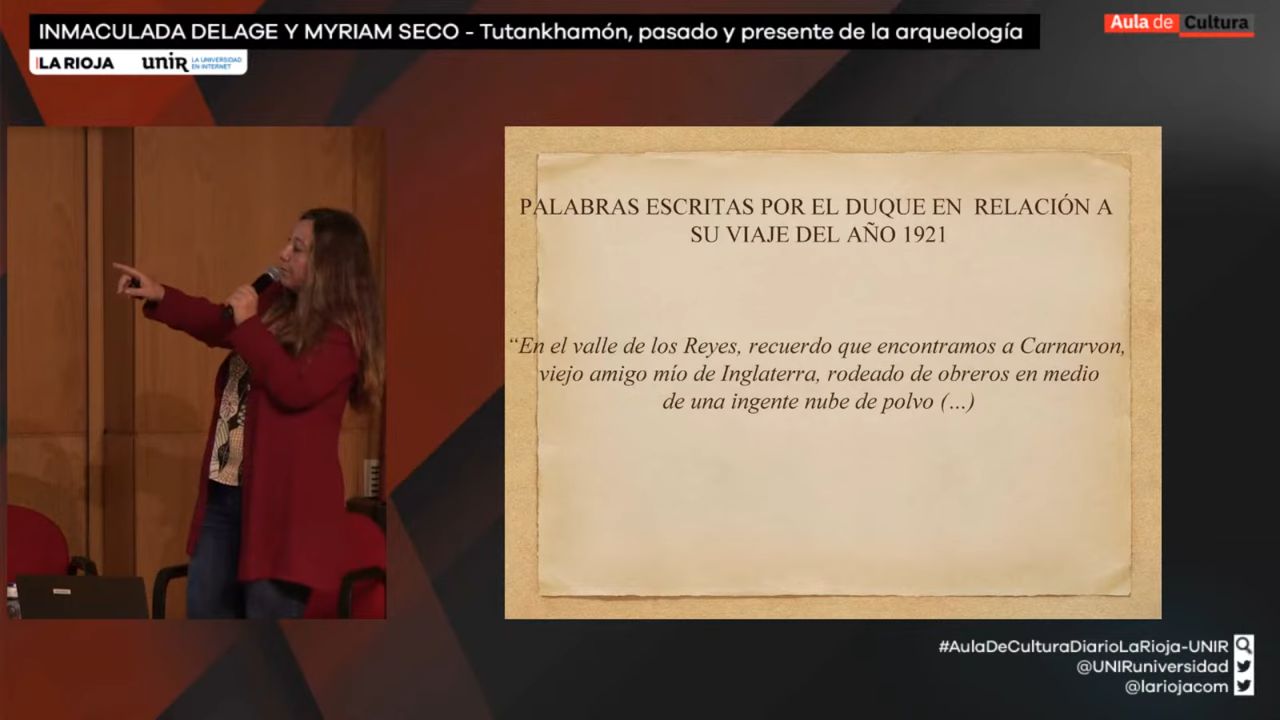 INMACULADA DELAGE Y MYRIAM SECO - Tutankhamón, pasado y presente de la arqueología
Aula de Cultura
LA RIOJA
unir LA UNIVERSIDAD
EN INTERNET
PALABRAS ESCRITAS POR EL DUQUE EN RELACIÓN A
SU VIAJE DEL AÑO 1921
“En el valle de los Reyes, recuerdo que encontramos a Carnarvon,
viejo amigo mío de Inglaterra, rodeado de obreros en medio
de una ingente nube de polvo (...)
#AulaDeCulturaDiarioLaRioja-UNIR
@UNIRuniversidad
@lariojacom